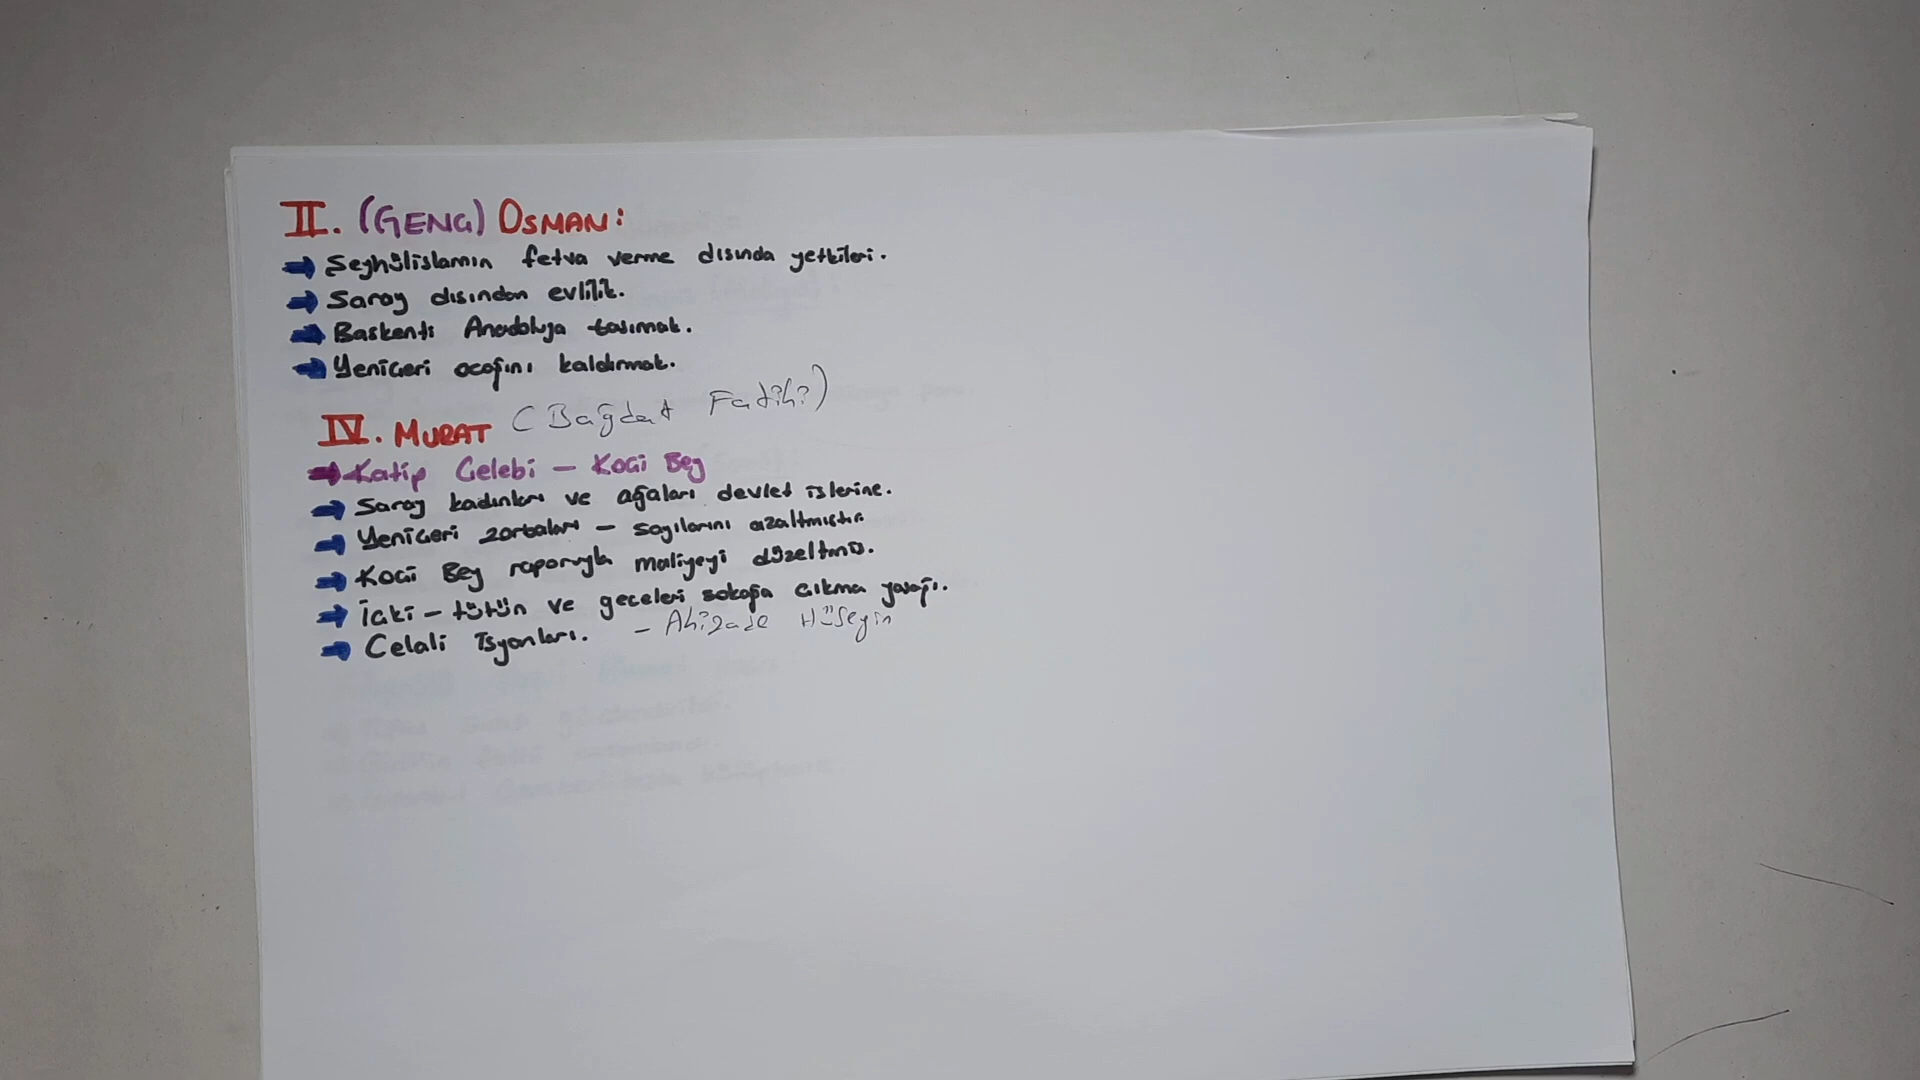 II. (GENÇ) OSMAN:
Şeyhülislamın fetva verme dışında yetkileri.
Saray dışından evlilik.
Başkenti Anadoluya taşımak.
Yeniçeri ocağını kaldırmak.
IV. MURAT (Bağdat Fatihi)
Katip Çelebi – Koçi Bey
Saray kadınları ve ağaları devlet işlerine.
Yeniçeri zorbaları – sayılarını azaltmıştır.
Koçi Bey raporuyla maliyeyi düzeltmiş.
İçki – tütün ve geceleri sokağa çıkma yasağı.
Celali İsyanları. – Ahizade Hüseyin